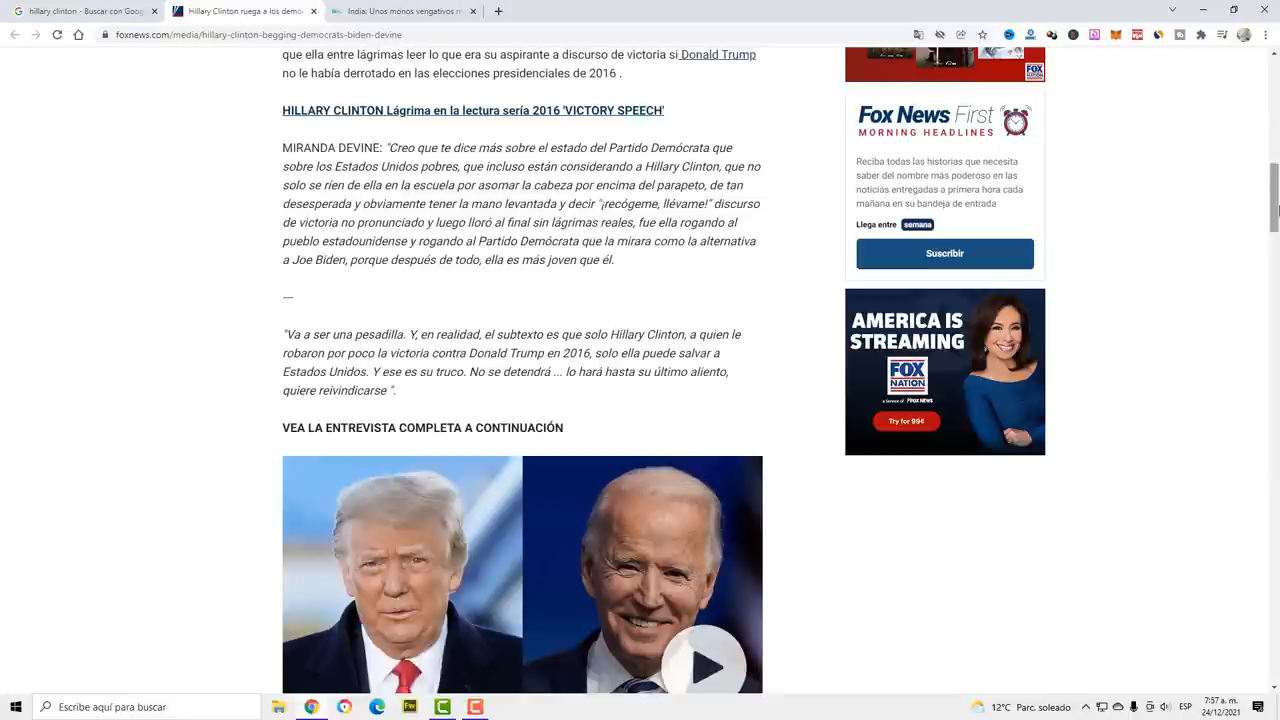 hillary clinton - Buscar con Goog
Hillary Clinton ruega a los dem
India: Unos monos vengativos m
foxnews.com/media/hillary-clinton-begging-democrats-biden-devine
que ella entre lágrimas leer lo que era su aspirante a discurso de victoria si Donald Trump
no le había derrotado en las elecciones presidenciales de 2016 .
HILLARY CLINTON Lágrima en la lectura sería 2016 'VICTORY SPEECH'
MIRANDA DEVINE: "Creo que te dice más sobre el estado del Partido Demócrata que
sobre los Estados Unidos pobres, que incluso están considerando a Hillary Clinton, que no
solo se ríen de ella en la escuela por asomar la cabeza por encima del parapeto, de tan
desesperada y obviamente tener la mano levantada y decir "¡recógeme, llévame!" discurso
de victoria no pronunciado y luego lloró al final sin lágrimas reales, fue ella rogando al
pueblo estadounidense y rogando al Partido Demócrata que la mirara como la alternativa
a Joe Biden, porque después de todo, ella es más joven que él.
---
"Va a ser una pesadilla. Y, en realidad, el subtexto es que solo Hillary Clinton, a quien le
robaron por poco la victoria contra Donald Trump en 2016, solo ella puede salvar a
Estados Unidos. Y ese es su truco. No se detendrá ... lo hará hasta su último aliento,
quiere reivindicarse ".
VEA LA ENTREVISTA COMPLETA A CONTINUACIÓN
FOX
NATION
Fox News First
MORNING HEADLINES
Reciba todas las historias que necesita
saber del nombre más poderoso en las
noticias entregadas a primera hora cada
mañana en su bandeja de entrada
Llega entre semana
Suscribir
AMERICA IS
STREAMING
FOX
NATION
a Service of FOX NEWS
Try for 99¢
Escribe aquí para buscar
Fw
12°C Parc. soleado
ESP
7:57 a. m.
24/12/2021